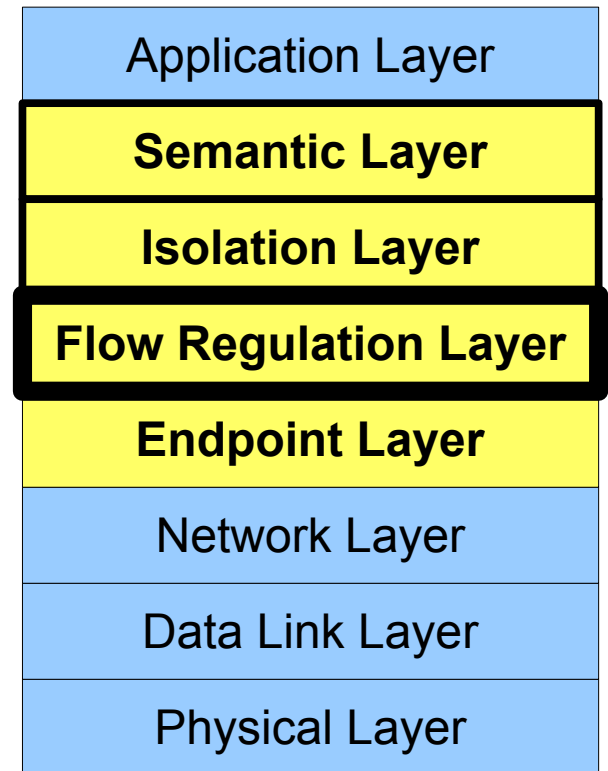 Application Layer
Semantic Layer
Isolation Layer
Flow Regulation Layer
Endpoint Layer
Network Layer
Data Link Layer
Physical Layer